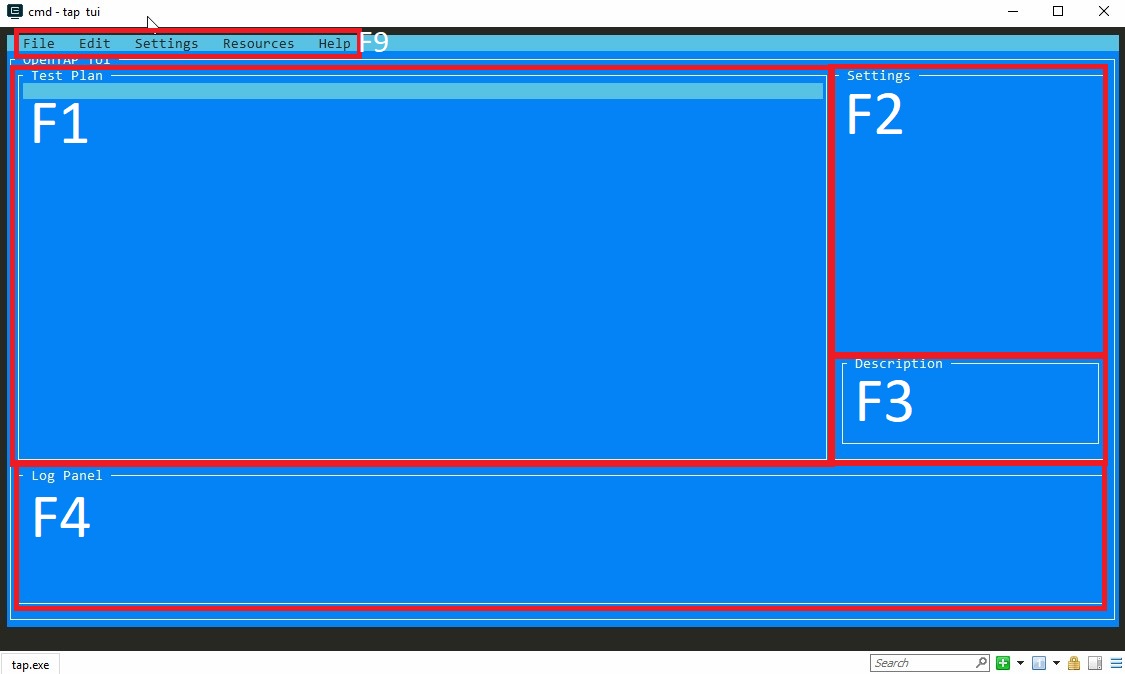 cmd - tap tui
File Edit Settings Resources Help F9
OpenTAP TUI
Test Plan
F1
Settings
F2
Description
F3
Log Panel
F4
tap.exe
Search